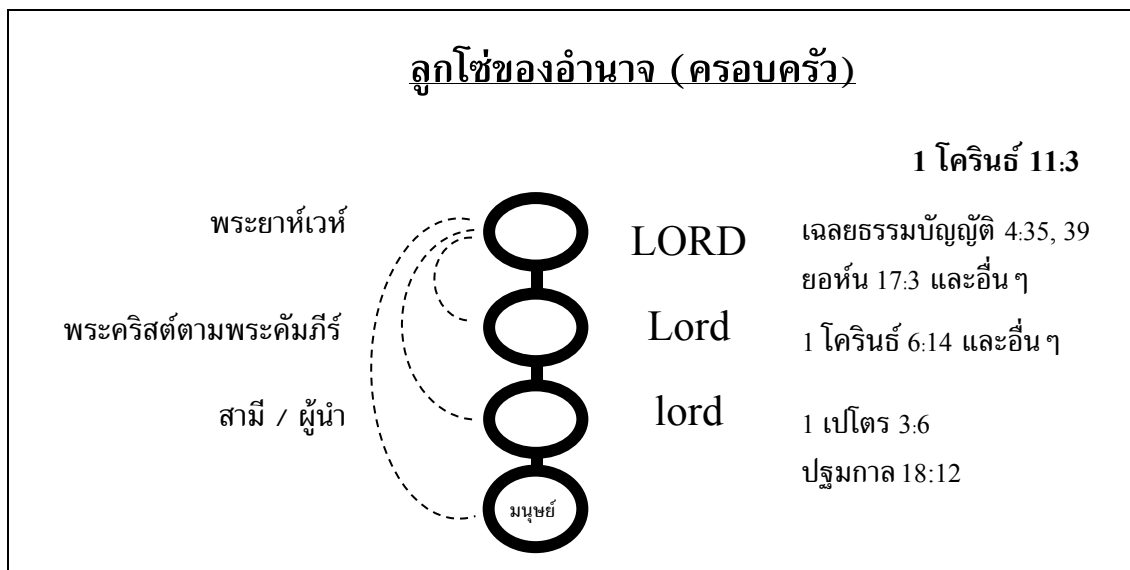 ลูกโซ่ของอำนาจ (ครอบครัว)
1 โครินธ์ 11:3
พระยาห์เวห์
LORD
เฉลยธรรมบัญญัติ 4:35, 39
ยอห์น 17:3 และอื่นๆ
พระคริสต์ตามพระคัมภีร์
Lord
1 โครินธ์ 6:14 และอื่นๆ
สามี / ผู้นำ
lord
1 เปโตร 3:6
ปฐมกาล 18:12
มนุษย์